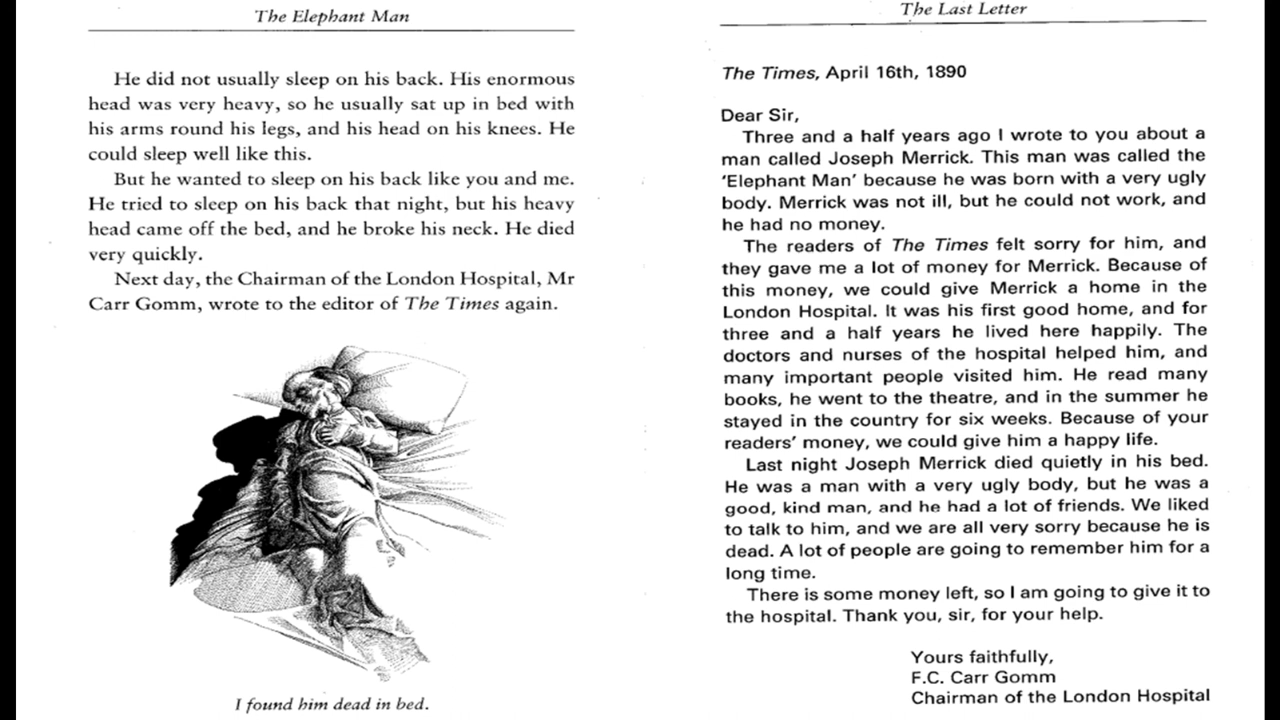 The Elephant Man
He did not usually sleep on his back. His enormous
head was very heavy, so he usually sat up in bed with
his arms round his legs, and his head on his knees. He
could sleep well like this.
But he wanted to sleep on his back like you and me.
He tried to sleep on his back that night, but his heavy
head came off the bed, and he broke his neck. He died
very quickly.
Next day, the Chairman of the London Hospital, Mr
Carr Gomm, wrote to the editor of The Times again.
I found him dead in bed.
The Last Letter
The Times, April 16th, 1890
Dear Sir,
Three and a half years ago I wrote to you about a
man called Joseph Merrick. This man was called the
‘Elephant Man’ because he was born with a very ugly
body. Merrick was not ill, but he could not work, and
he had no money.
The readers of The Times felt sorry for him, and
they gave me a lot of money for Merrick. Because of
this money, we could give Merrick a home in the
London Hospital. It was his first good home, and for
three and a half years he lived here happily. The
doctors and nurses of the hospital helped him, and
many important people visited him. He read many
books, he went to the theatre, and in the summer he
stayed in the country for six weeks. Because of your
readers’ money, we could give him a happy life.
Last night Joseph Merrick died quietly in his bed.
He was a man with a very ugly body, but he was a
good, kind man, and he had a lot of friends. We liked
to talk to him, and we are all very sorry because he is
dead. A lot of people are going to remember him for a
long time.
There is some money left, so I am going to give it to
the hospital. Thank you, sir, for your help.
Yours faithfully,
F.C. Carr Gomm
Chairman of the London Hospital